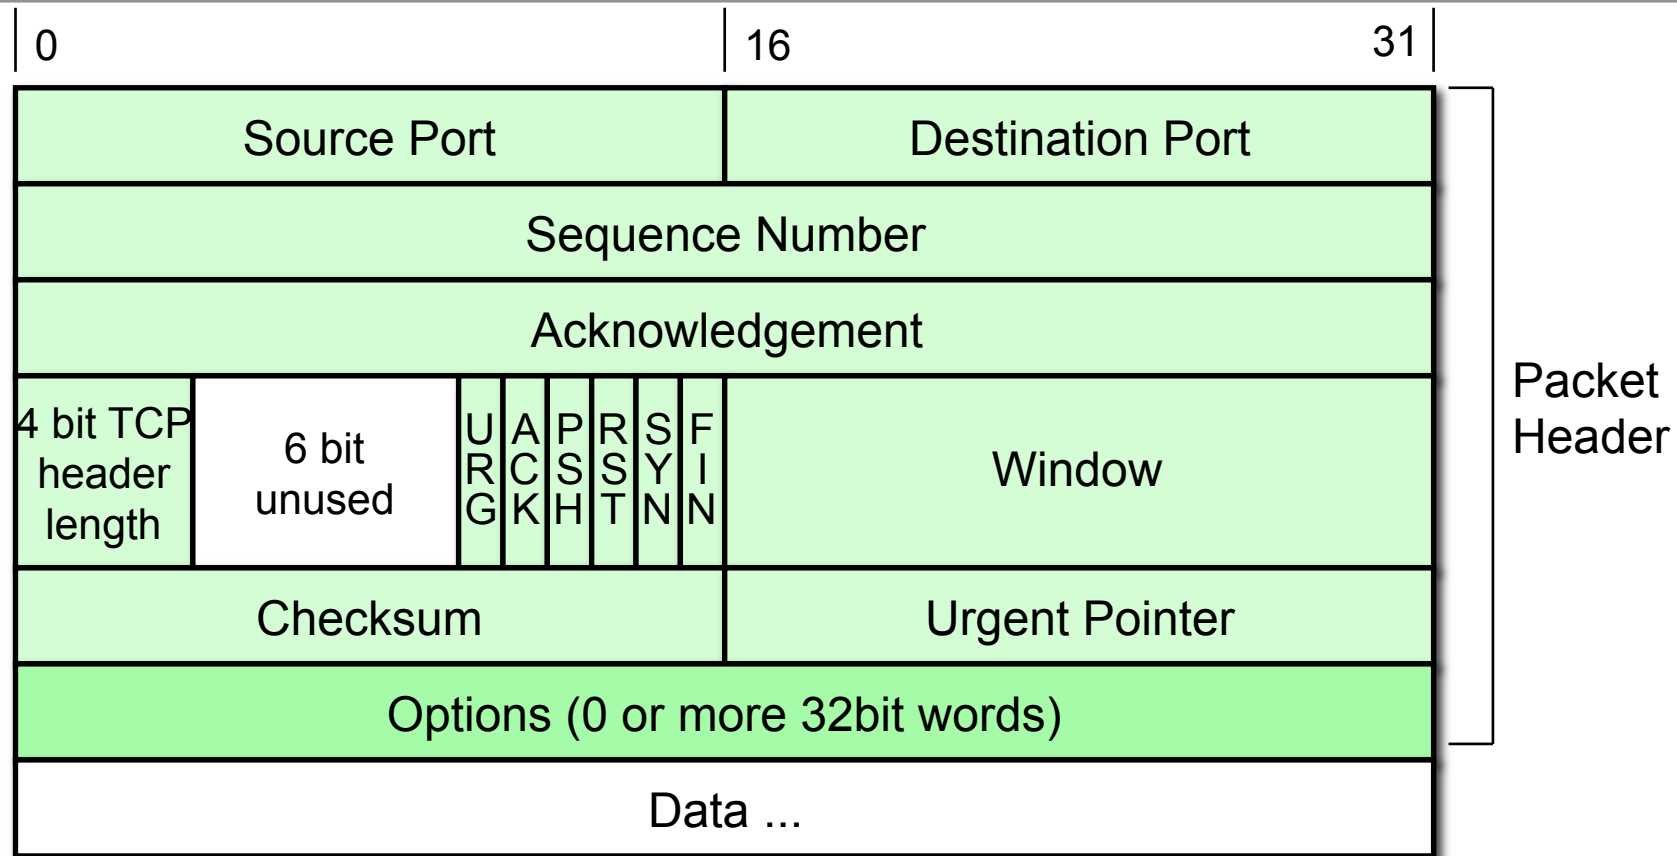 0
16
31
Source Port
Destination Port
Sequence Number
Acknowledgement
4 bit TCP
header
length
6 bit
unused
URG
ACK
PSH
RST
SYN
FIN
Window
Checksum
Urgent Pointer
Options (0 or more 32bit words)
Data ...
Packet
Header